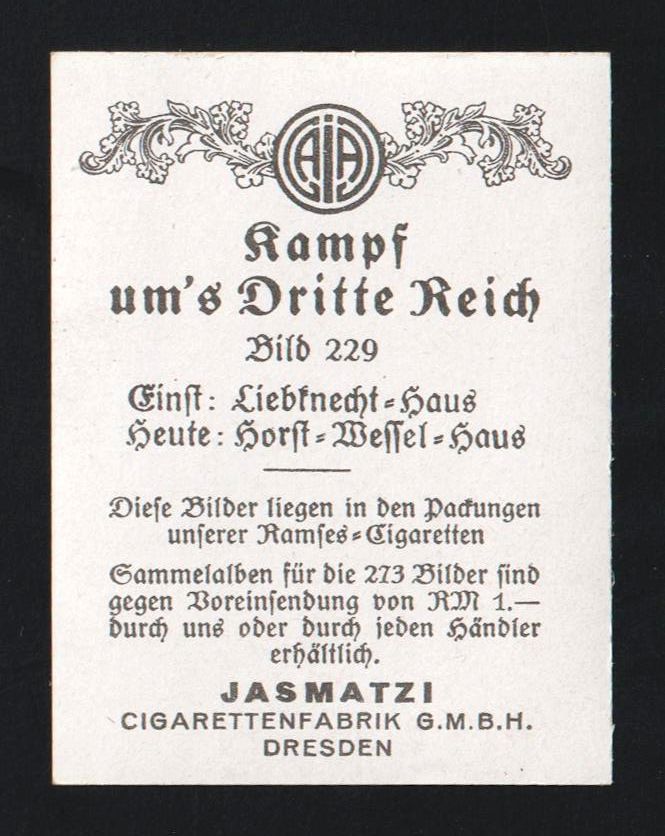 AIA
Kampf
um's Dritte Reich
Bild 229
Einst: Liebknecht-Haus
Heute: Horst-Wessel-Haus
Diese Bilder liegen in den Packungen
unserer Ramses-Cigaretten
Sammelalben für die 273 Bilder sind
gegen Voreinsendung von RM 1.—
durch uns oder durch jeden Händler
erhältlich.
JASMATZI
CIGARETTENFABRIK G.M.B.H.
DRESDEN